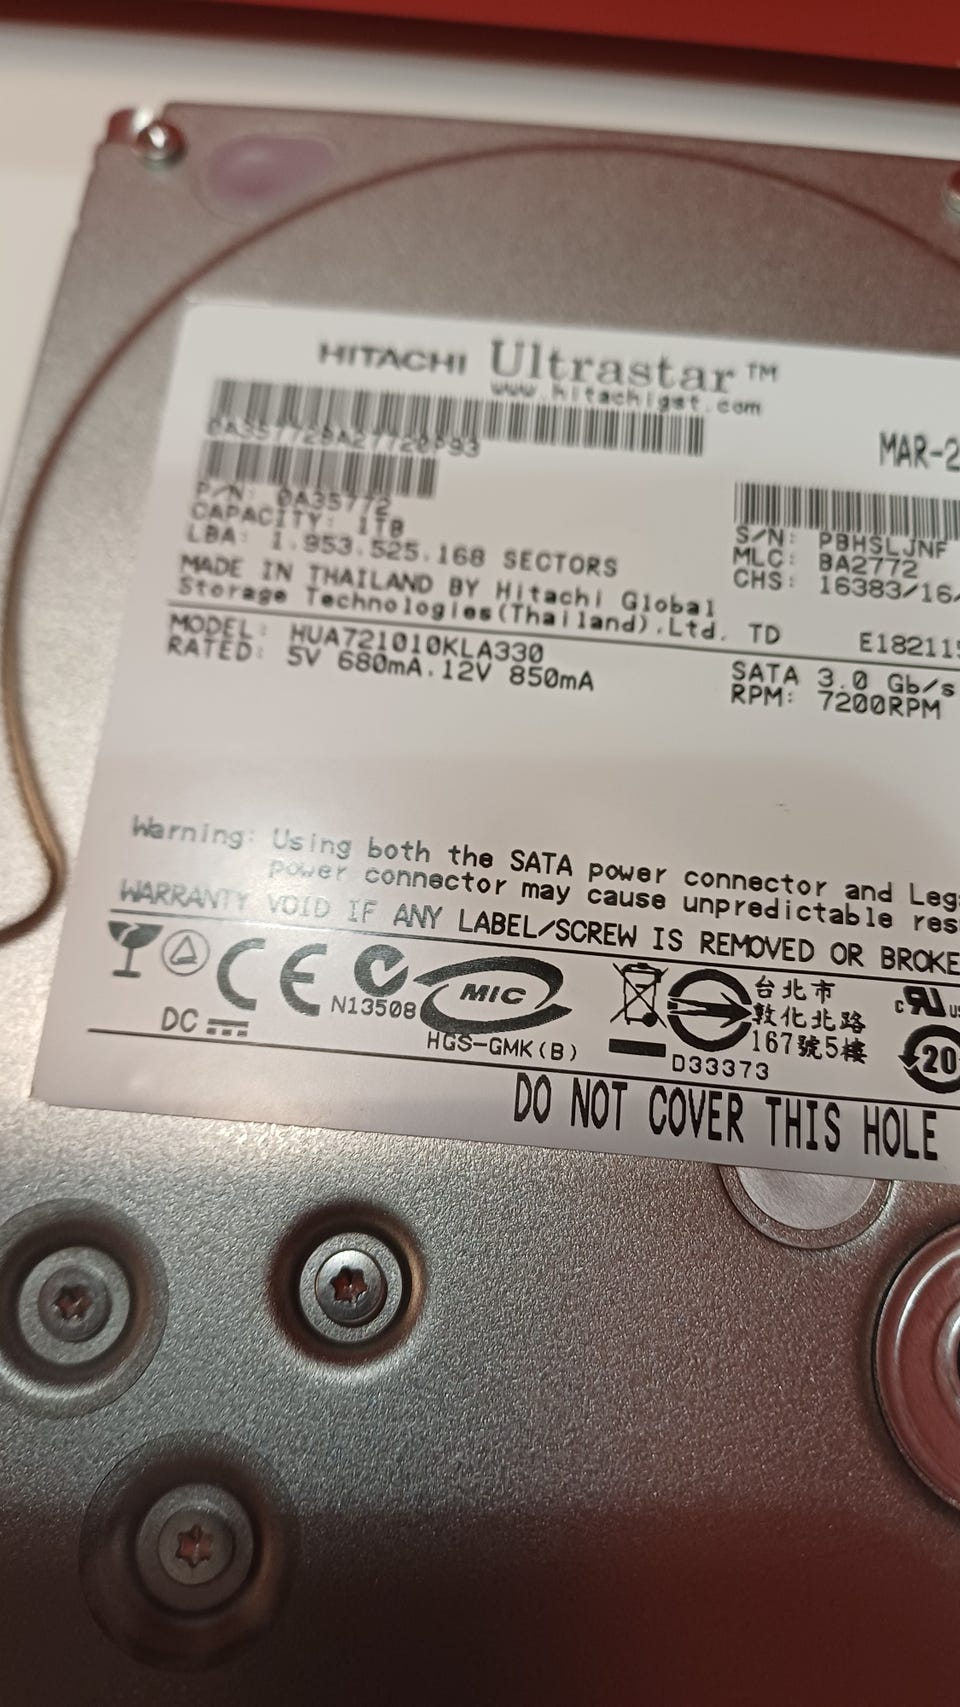 HITACHI Ultrastar™
www.hitachigst.com
0A35772BA27720P93
MAR-2
P/N: 0A35772
CAPACITY: 1TB
LBA: 1,953,525,168 SECTORS
S/N: PBHSLJNF
MLC: BA2772
CHS: 16383/16/
MADE IN THAILAND BY Hitachi Global
Storage Technologies(Thailand).Ltd. TD E182115
MODEL: HUA721010KLA330
RATED: 5V 680mA,12V 850mA
SATA 3.0 Gb/s
RPM: 7200RPM
Warning: Using both the SATA power connector and Leg
power connector may cause unpredictable res
WARRANTY VOID IF ANY LABEL/SCREW IS REMOVED OR BROKE
CE N13508 MIC 台北市
敦化北路
167號5樓
DC HGS-GMK(B) D33373 20
DO NOT COVER THIS HOLE